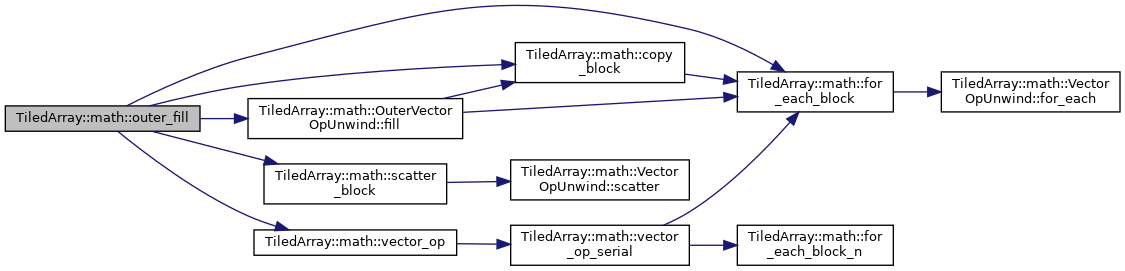 TiledArray::math::outer_fill
TiledArray::math::copy
_block
TiledArray::math::OuterVector
OpUnwind::fill
TiledArray::math::scatter
_block
TiledArray::math::vector_op
TiledArray::math::Vector
OpUnwind::scatter
TiledArray::math::vector
_op_serial
TiledArray::math::for
_each_block
TiledArray::math::for
_each_block_n
TiledArray::math::Vector
OpUnwind::for_each